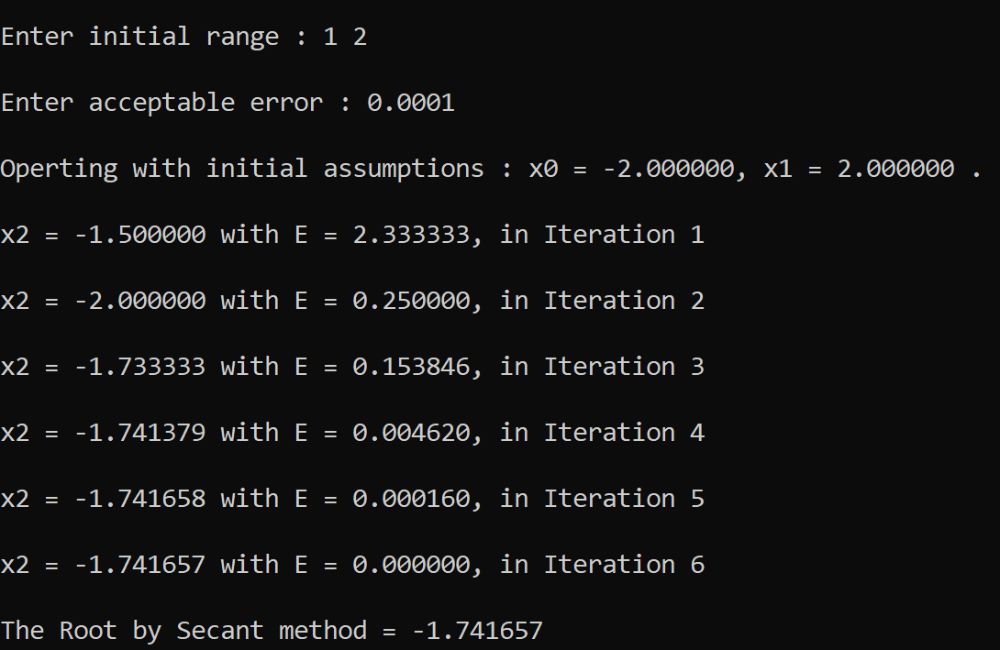 Enter initial range : 1 2
Enter acceptable error : 0.0001
Operting with initial assumptions : x0 = -2.000000, x1 = 2.000000 .
x2 = -1.500000 with E = 2.333333, in Iteration 1
x2 = -2.000000 with E = 0.250000, in Iteration 2
x2 = -1.733333 with E = 0.153846, in Iteration 3
x2 = -1.741379 with E = 0.004620, in Iteration 4
x2 = -1.741658 with E = 0.000160, in Iteration 5
x2 = -1.741657 with E = 0.000000, in Iteration 6
The Root by Secant method = -1.741657